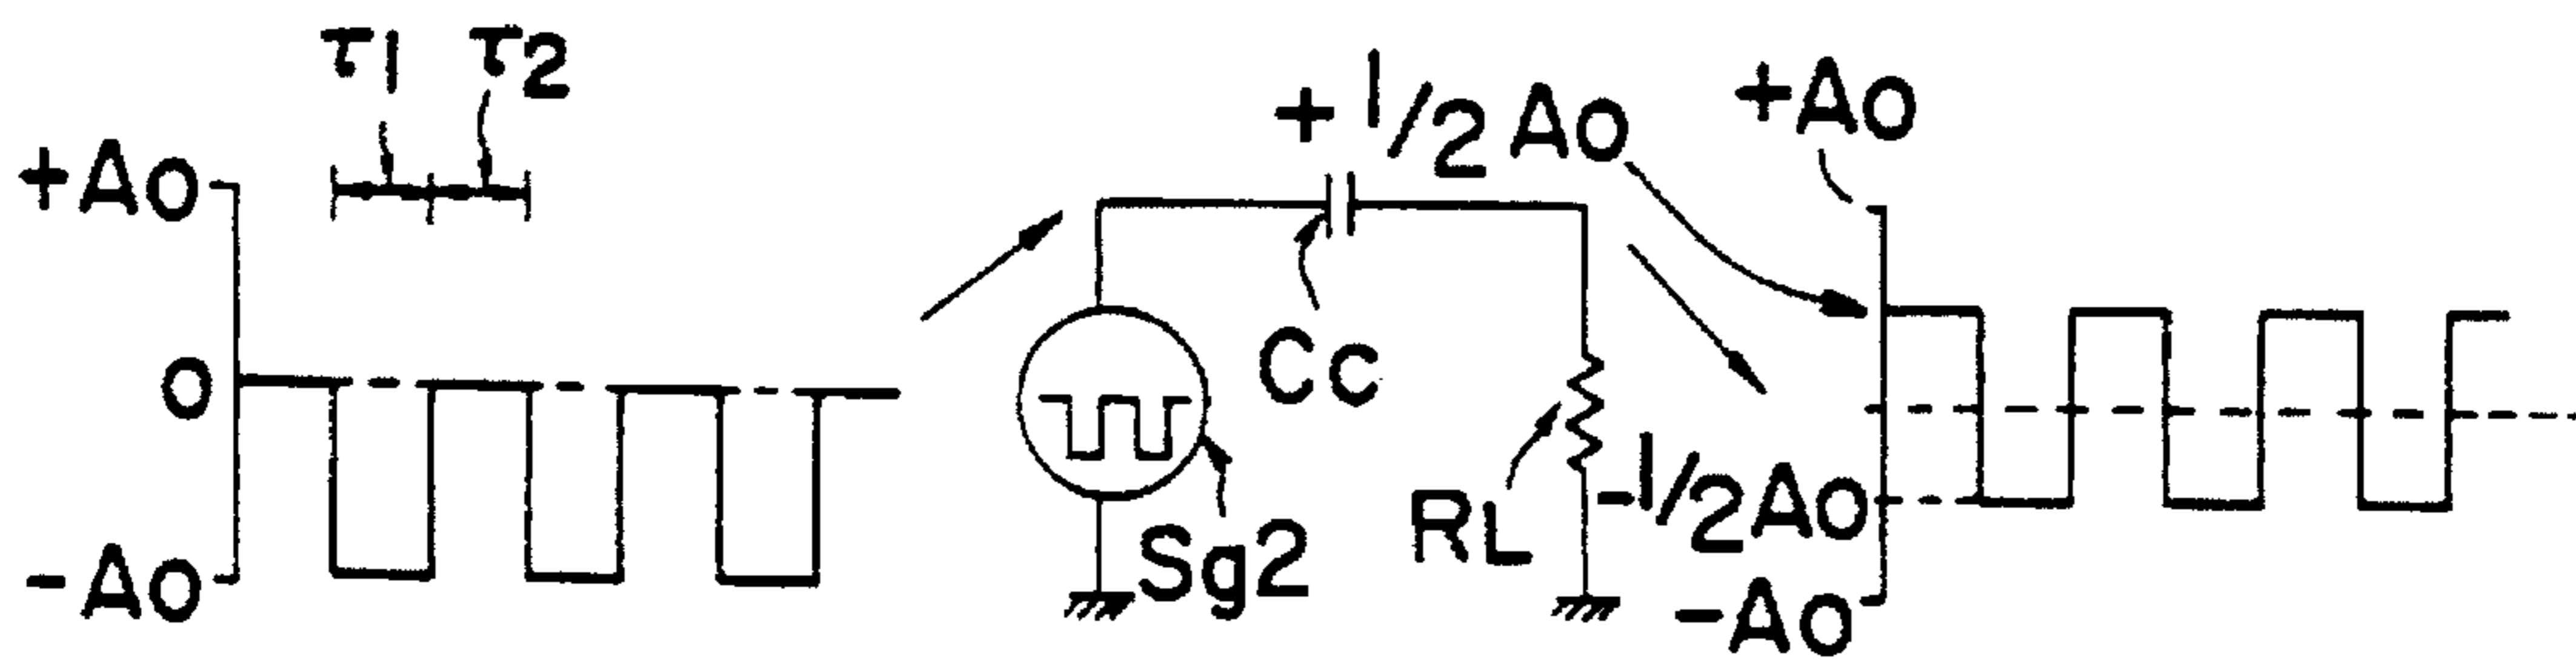 τ1 τ2
+Ao
0
-Ao
+1/2 Ao
Cc
Sg2
RL
+Ao
-1/2Ao
-Ao